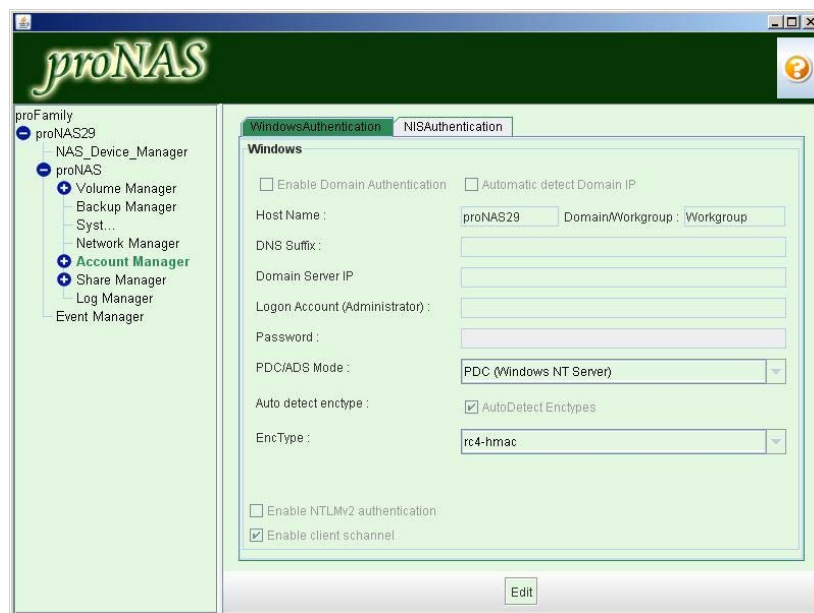 proNAS
proFamily
proNAS29
NAS_Device_Manager
proNAS
Volume Manager
Backup Manager
Syst...
Network Manager
Account Manager
Share Manager
Log Manager
Event Manager
WindowsAuthentication NISAuthentication
Windows
Enable Domain Authentication Automatic detect Domain IP
Host Name : proNAS29 Domain/Workgroup : Workgroup
DNS Suffix :
Domain Server IP
Logon Account (Administrator) :
Password :
PDC/ADS Mode : PDC (Windows NT Server)
Auto detect enctype : AutoDetect Enctypes
EncType : rc4-hmac
Enable NTLMv2 authentication
Enable client schannel
Edit